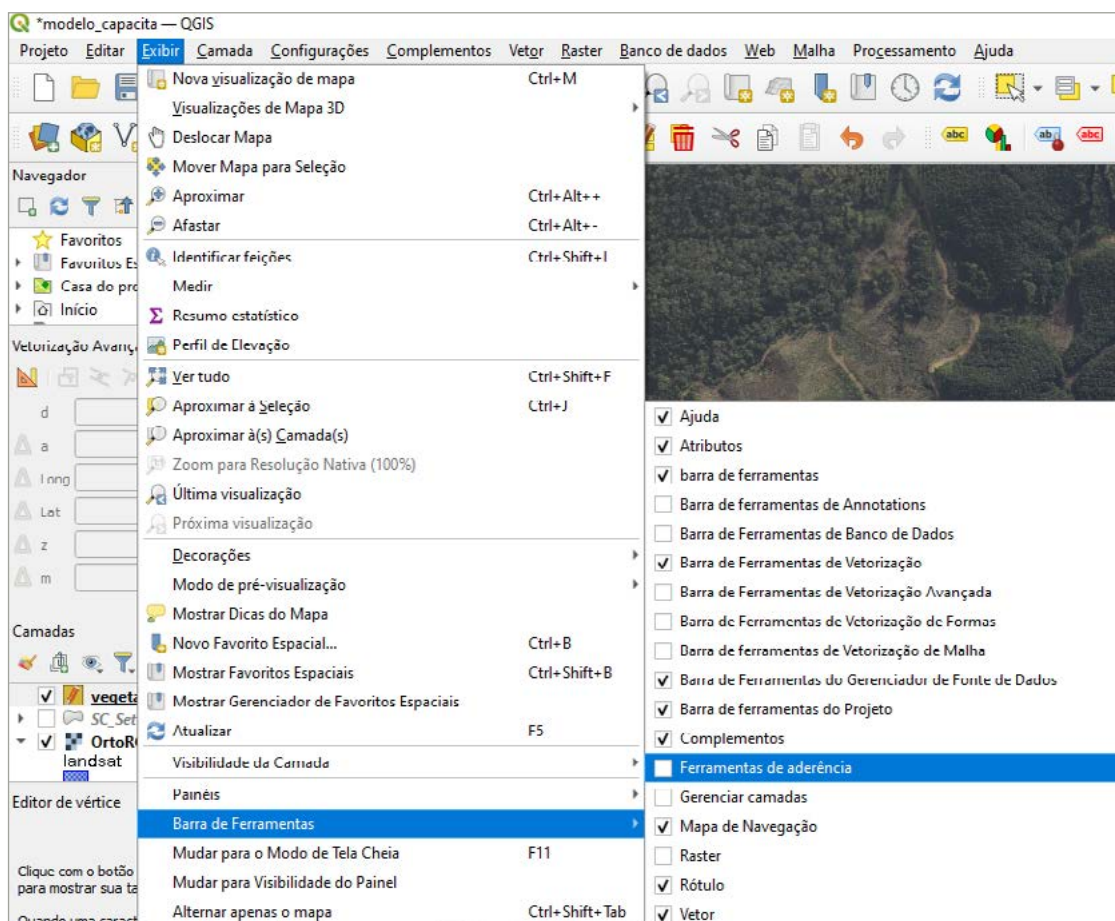 *modelo_capacita — QGIS
Projeto Editar Exibir Camada Configurações Complementos Vetor Raster Banco de dados Web Malha Processamento Ajuda
Nova visualização de mapa Ctrl+M
Visualizações de Mapa 3D
Deslocar Mapa
Mover Mapa para Seleção
Aproximar Ctrl+Alt++
Afastar Ctrl+Alt+-
Identificar feições Ctrl+Shift+I
Medir
Resumo estatístico
Perfil de Elevação
Ver tudo Ctrl+Shift+F
Aproximar à Seleção Ctrl+J
Aproximar à(s) Camada(s)
Zoom para Resolução Nativa (100%)
Última visualização
Próxima visualização
Decorações
Modo de pré-visualização
Mostrar Dicas do Mapa
Novo Favorito Espacial... Ctrl+B
Mostrar Favoritos Espaciais Ctrl+Shift+B
Mostrar Gerenciador de Favoritos Espaciais
Atualizar F5
Visibilidade da Camada
Painéis
Barra de Ferramentas
Mudar para o Modo de Tela Cheia F11
Mudar para Visibilidade do Painel
Alternar apenas o mapa Ctrl+Shift+Tab
Ajuda
Atributos
barra de ferramentas
Barra de ferramentas de Annotations
Barra de Ferramentas de Banco de Dados
Barra de Ferramentas de Vetorização
Barra de Ferramentas de Vetorização Avançada
Barra de Ferramentas de Vetorização de Formas
Barra de ferramentas de Vetorização de Malha
Barra de Ferramentas do Gerenciador de Fonte de Dados
Barra de ferramentas do Projeto
Complementos
Ferramentas de aderência
Gerenciar camadas
Mapa de Navegação
Raster
Rótulo
Vetor
abc
ab
abc
Navegador
Favoritos
Favoritos Es
Casa do pro
Início
Vetorização Avanç
d
a
Long
Lat
z
m
Camadas
vegeta
SC_Set
OrtoR
landsat
Editor de vértice
Clique com o botão
para mostrar sua ta
Quando uma caract